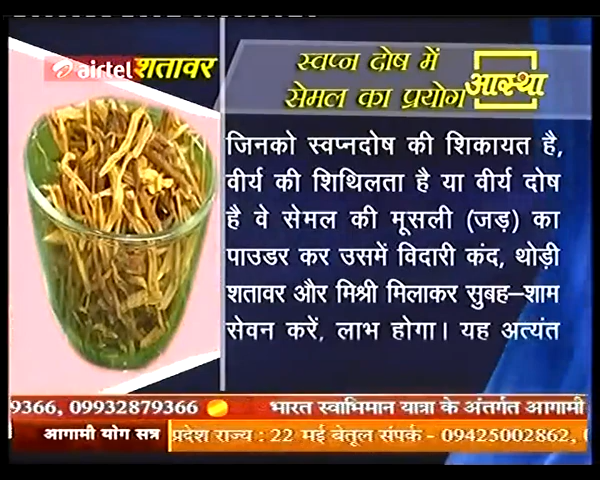 airtel शतावर
स्वप्न दोष में
सेमल का प्रयोग
आस्था
जिनको स्वप्नदोष की शिकायत है,
वीर्य की शिथिलता है या वीर्य दोष
है वे सेमल की मूसली (जड़) का
पाउडर कर उसमें विदारी कंद, थोड़ी
शतावर और मिश्री मिलाकर सुबह–शाम
सेवन करें, लाभ होगा। यह अत्यंत
9366, 09932879366 भारत स्वाभिमान यात्रा के अंतर्गत आगामी
आगामी योग सत्र प्रदेश राज्य : 22 मई बेतूल संपर्क - 09425002862, 0